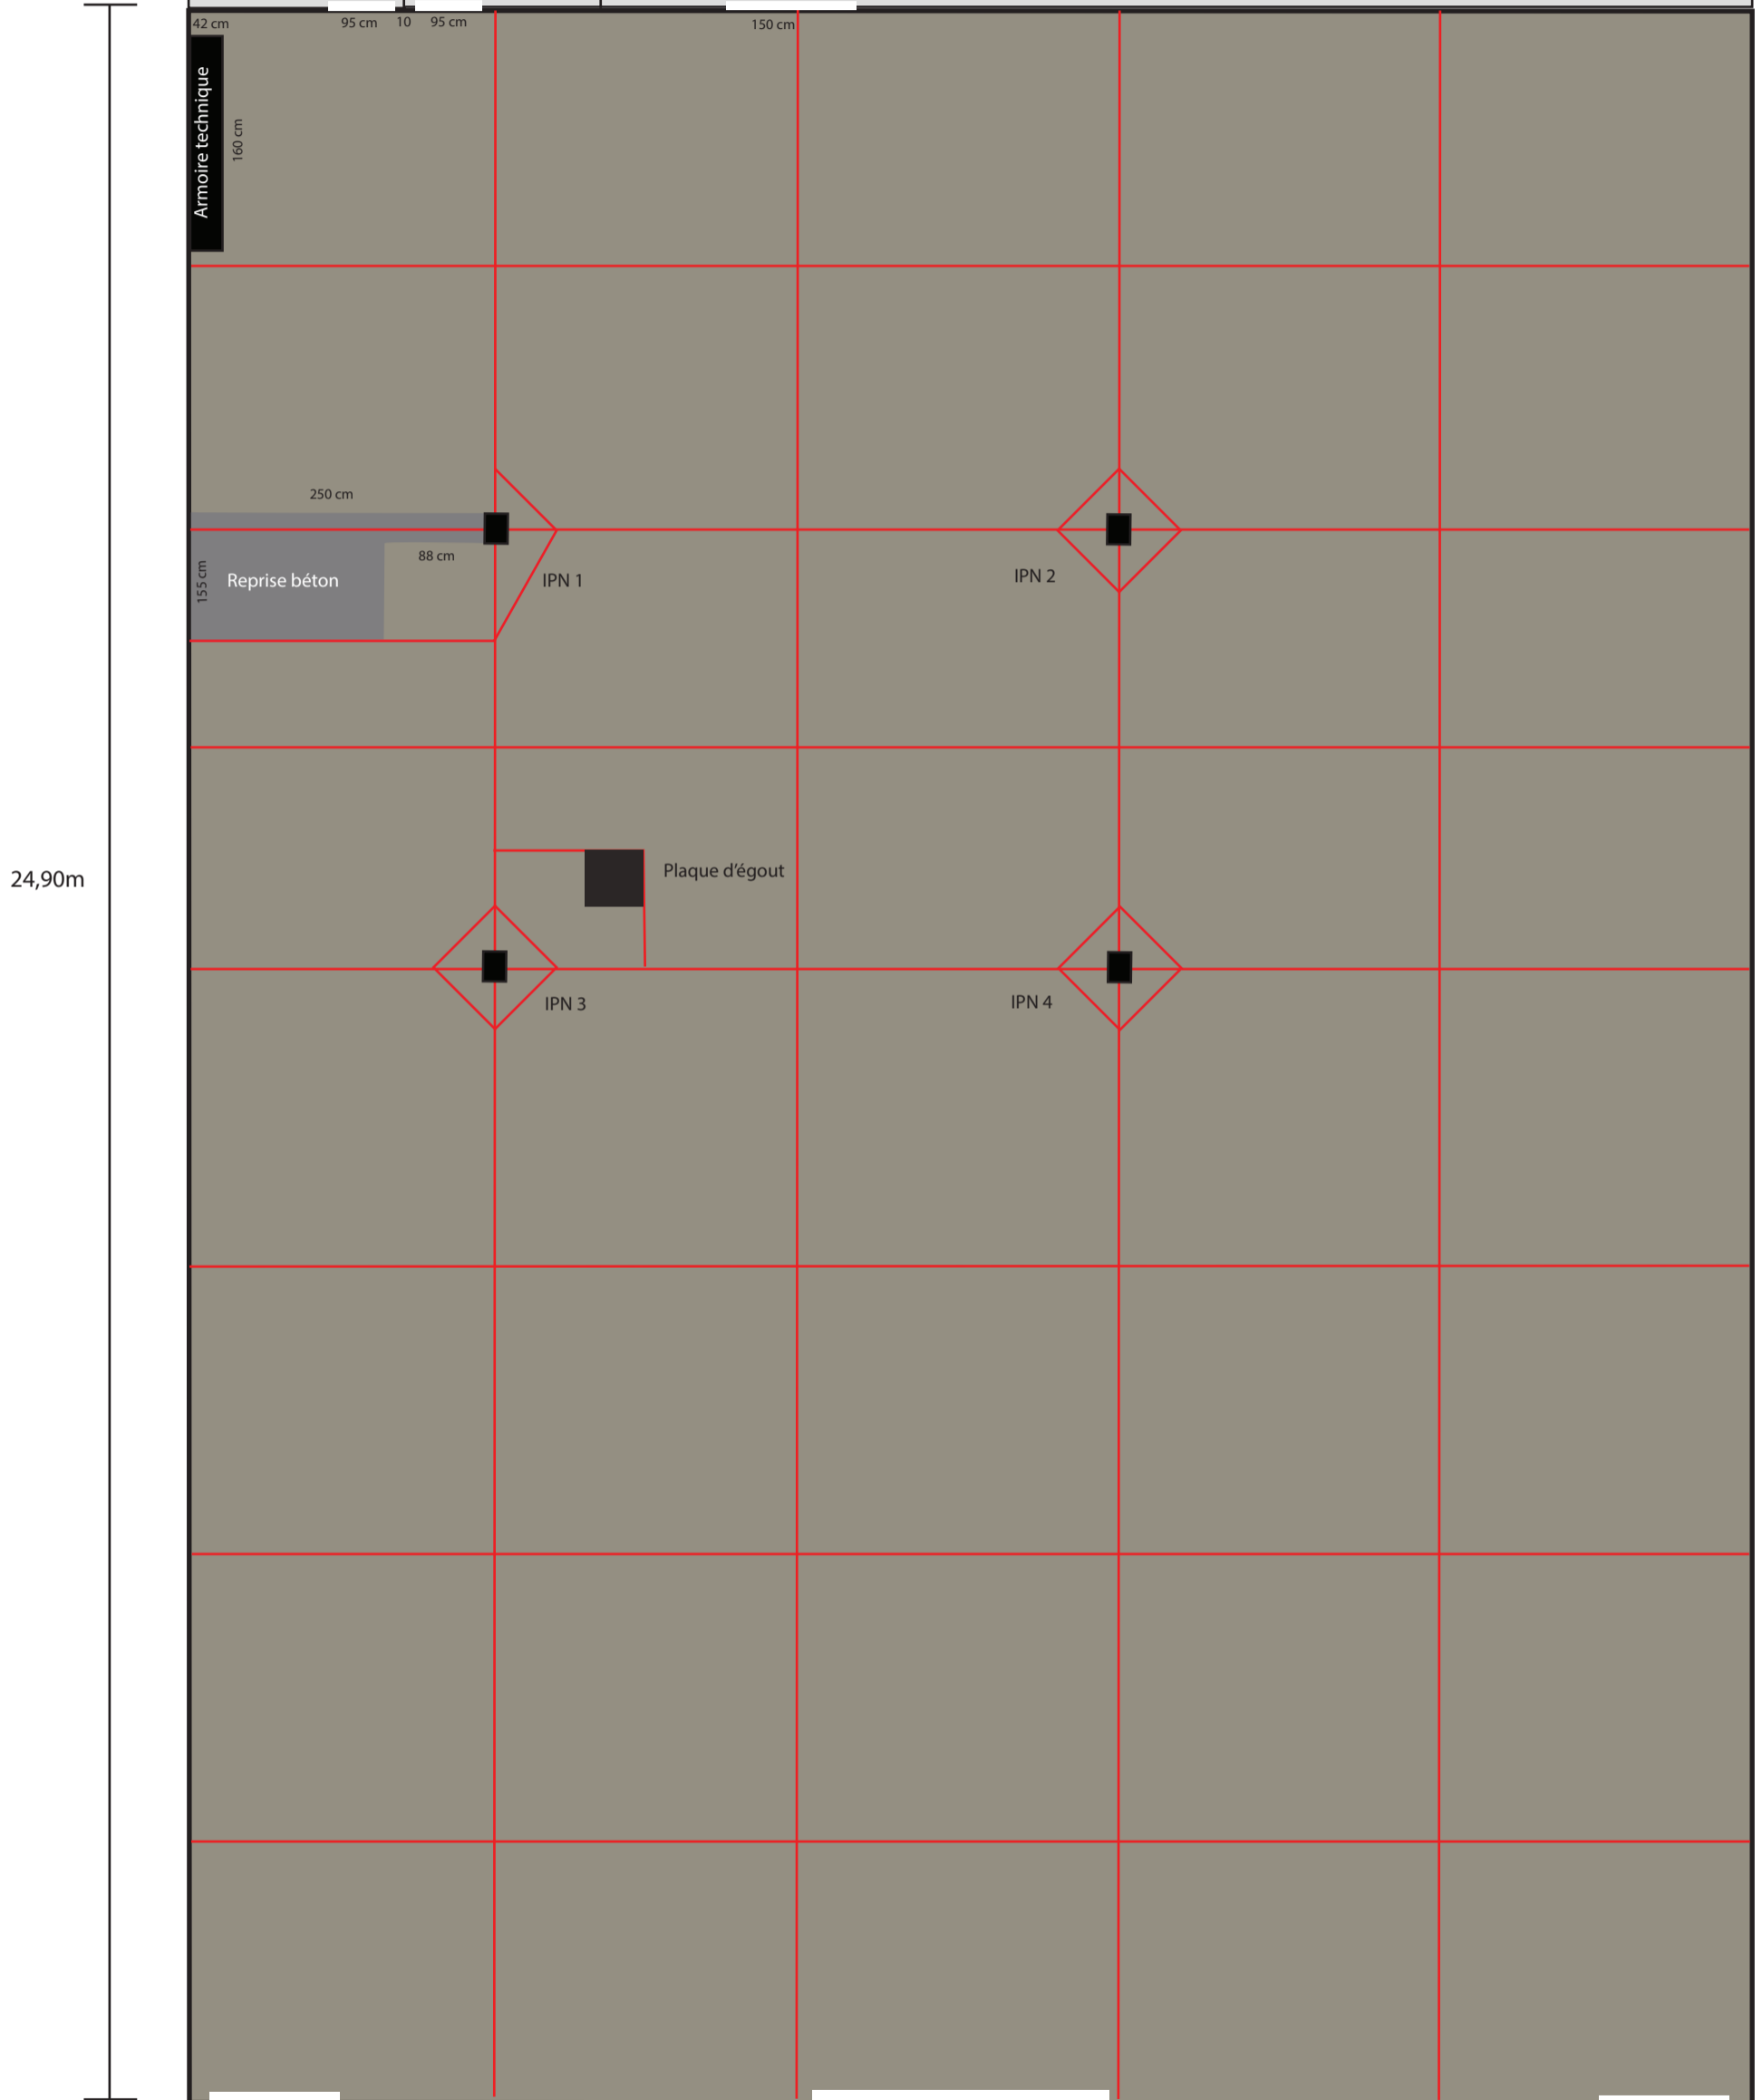 42 cm
95 cm
10
95 cm
150 cm
Armoire technique
160 cm
250 cm
88 cm
155 cm
Reprise béton
IPN 1
IPN 2
24,90m
Plaque d'égout
IPN 3
IPN 4